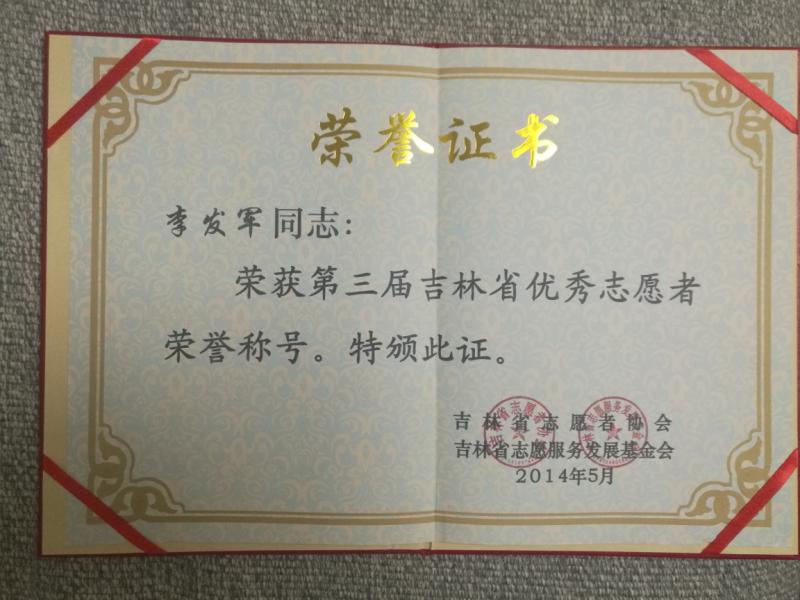 荣誉证书
李发军同志：
荣获第三届吉林省优秀志愿者
荣誉称号。特颁此证。
吉林省志愿者协会
吉林省志愿服务发展基金会
2014年5月